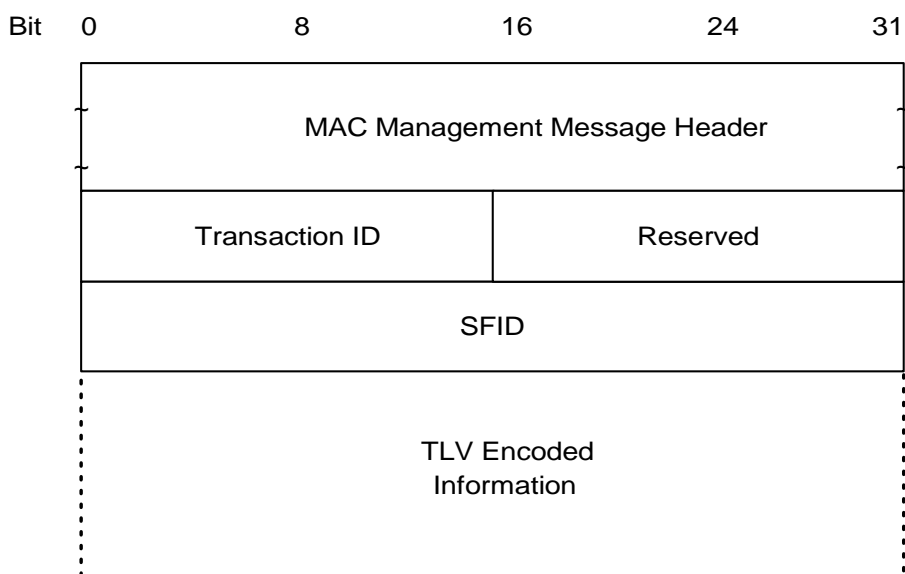 Bit 0 8 16 24 31
MAC Management Message Header
Transaction ID Reserved
SFID
TLV Encoded
Information